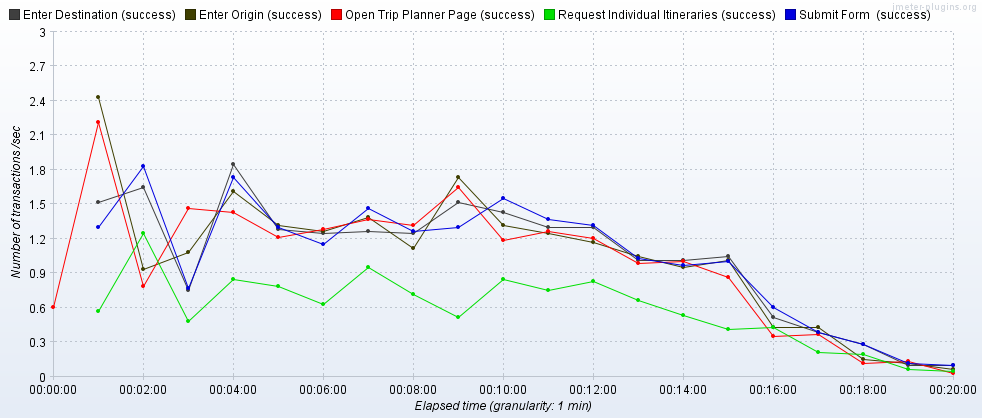 jmeter-plugins.org
Enter Destination (success) Enter Origin (success) Open Trip Planner Page (success) Request Individual Itineraries (success) Submit Form (success)
3
2.7
2.4
2.1
1.8
1.5
1.2
0.9
0.6
0.3
0
Number of transactions /sec
00:00:00 00:02:00 00:04:00 00:06:00 00:08:00 00:10:00 00:12:00 00:14:00 00:16:00 00:18:00 00:20:00
Elapsed time (granularity: 1 min)